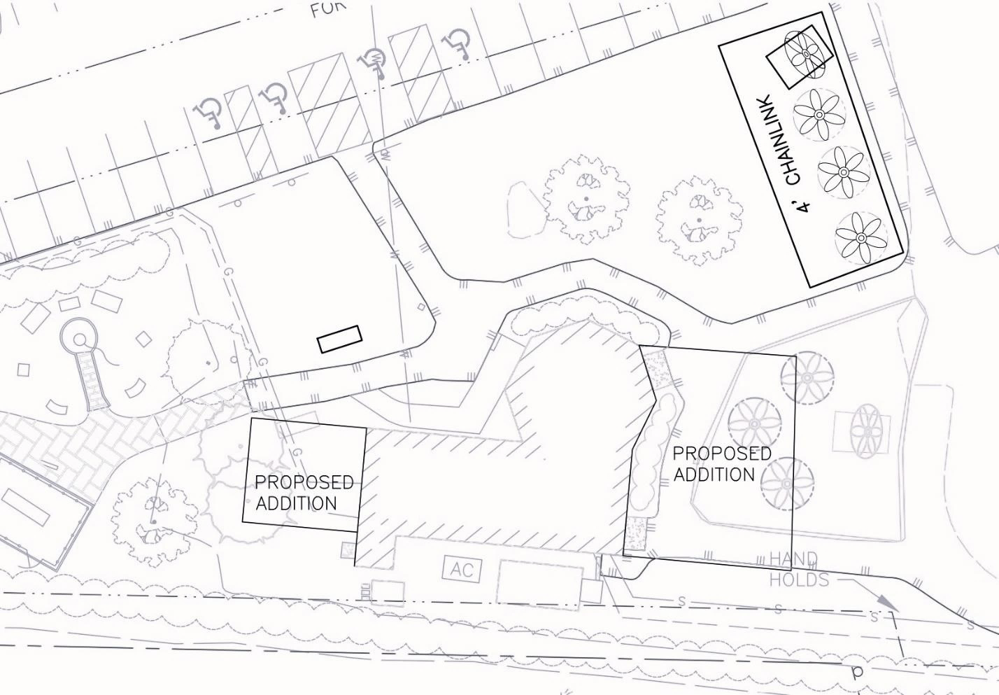 FOR
W
G
G
W
G
W
4' CHAINLINK
G
W
G
PROPOSED
ADDITION
PROPOSED
ADDITION
AC
HAND
HOLDS
S
S
S
S
P